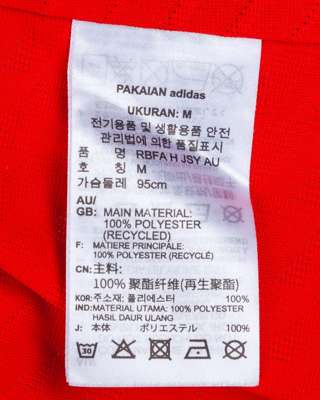 PAKAIAN adidas
UKURAN: M
전기용품 및 생활용품 안전
관리법에 의한 품질표시
품 명 RBFA H JSY AU
호 칭 M
가슴둘레 95cm
AU/
GB: MAIN MATERIAL:
100% POLYESTER
(RECYCLED)
F: MATIERE PRINCIPALE:
100% POLYESTER (RECYCLÉ)
CN: 主料:
100% 聚酯纤维(再生聚酯)
KOR: 주소재: 폴리에스터 100%
IND: MATERIAL UTAMA: 100% POLYESTER
HASIL DAUR ULANG
J: 本体 ポリエステル 100%
30